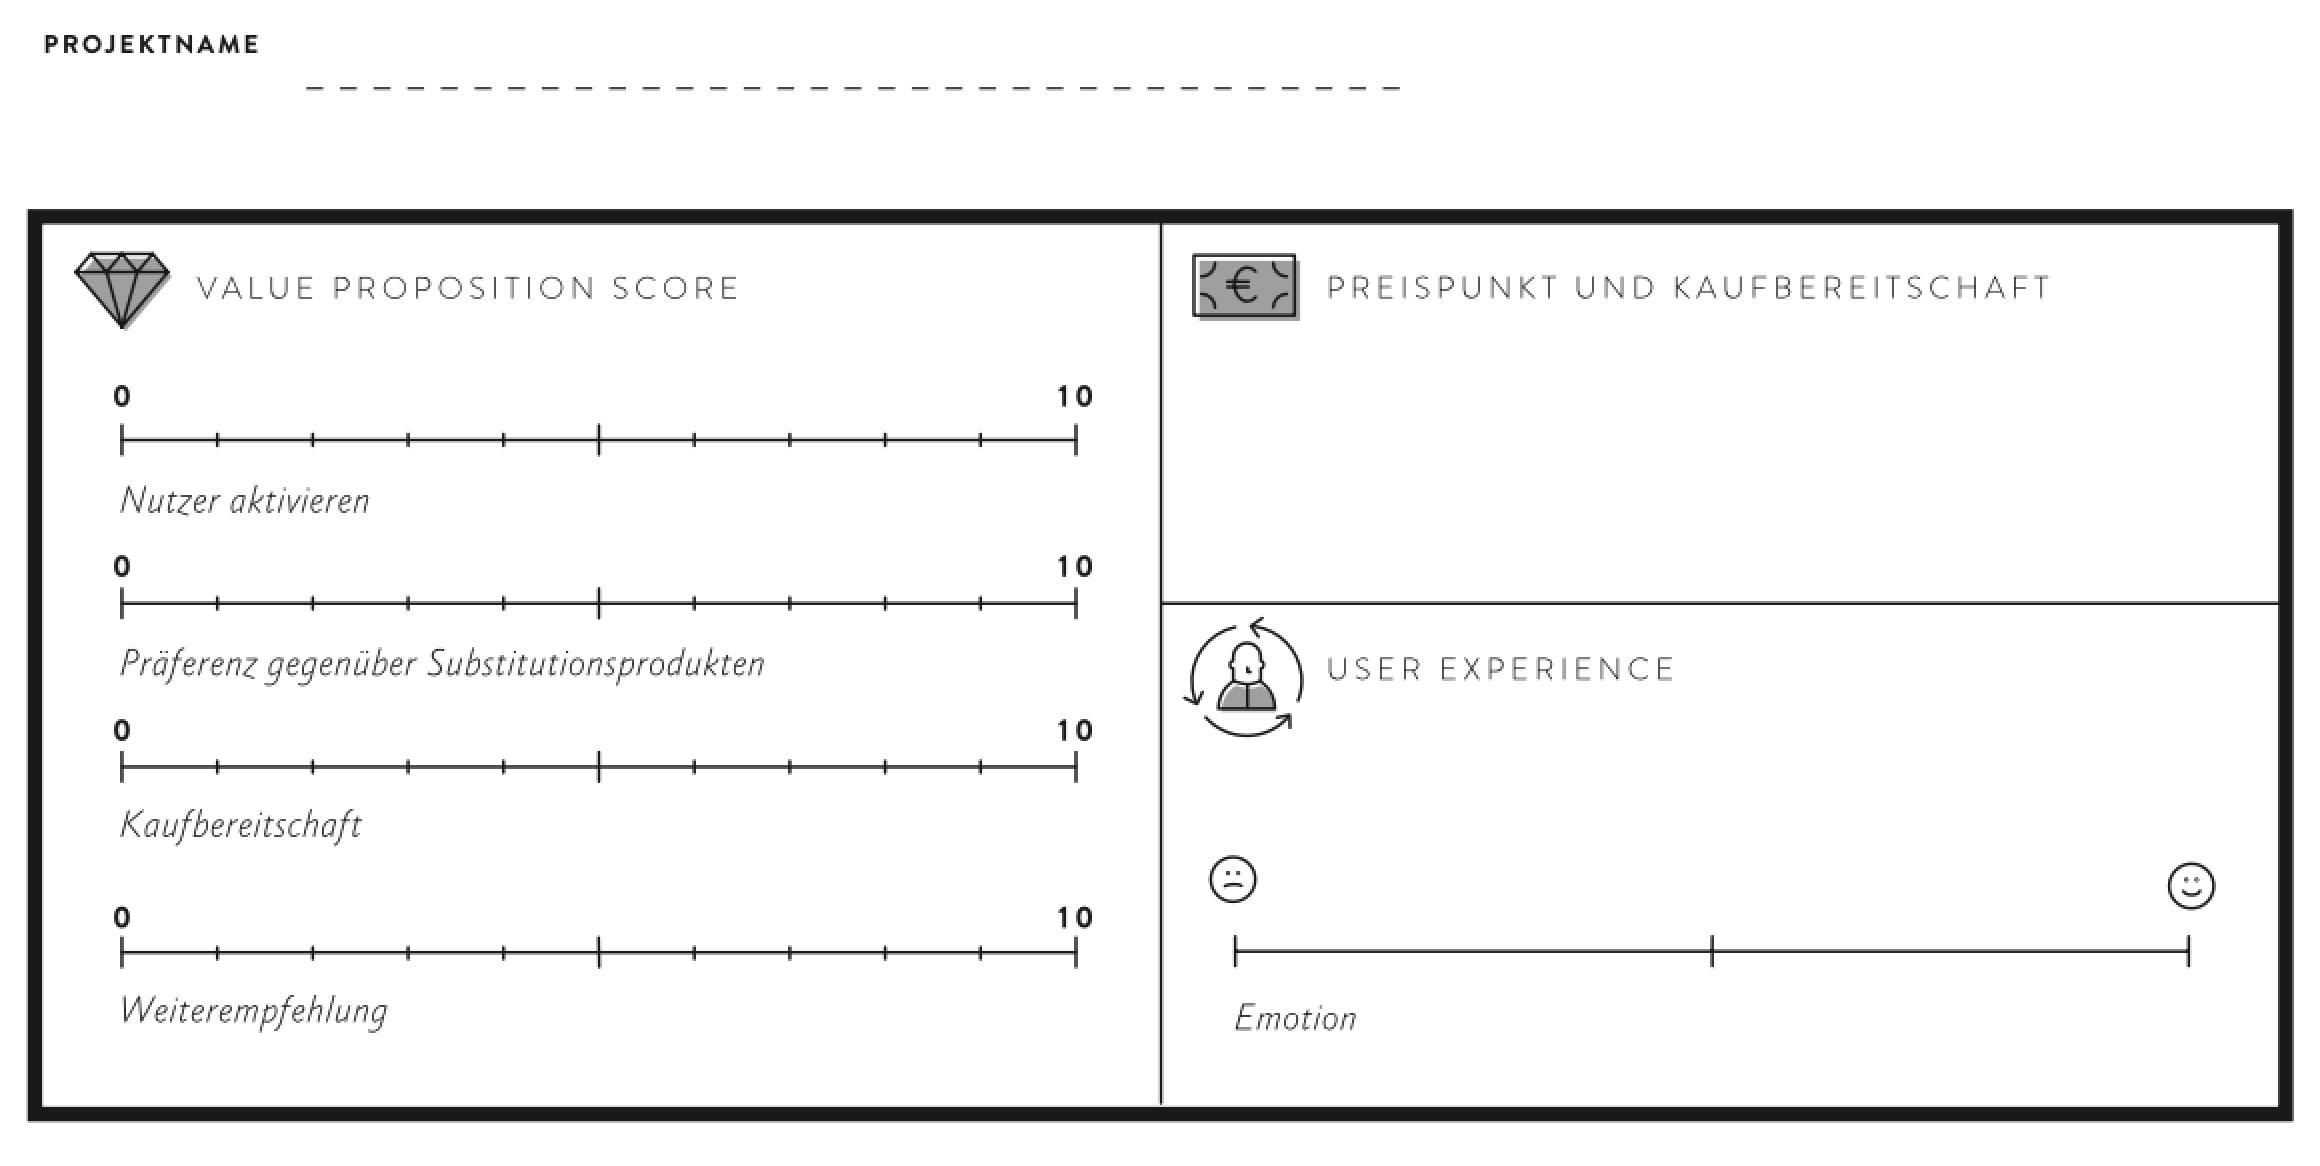 PROJEKTNAME
VALUE PROPOSITION SCORE
0 10
Nutzer aktivieren
0 10
Präferenz gegenüber Substitutionsprodukten
0 10
Kaufbereitschaft
0 10
Weiterempfehlung
€ PREISPUNKT UND KAUFBEREITSCHAFT
USER EXPERIENCE
Emotion